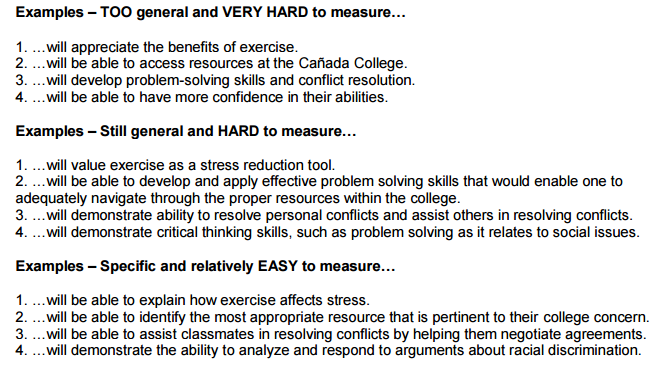 Examples – TOO general and VERY HARD to measure…
1. …will appreciate the benefits of exercise.
2. …will be able to access resources at the Cañada College.
3. …will develop problem-solving skills and conflict resolution.
4. …will be able to have more confidence in their abilities.
Examples – Still general and HARD to measure…
1. …will value exercise as a stress reduction tool.
2. …will be able to develop and apply effective problem solving skills that would enable one to
adequately navigate through the proper resources within the college.
3. …will demonstrate ability to resolve personal conflicts and assist others in resolving conflicts.
4. …will demonstrate critical thinking skills, such as problem solving as it relates to social issues.
Examples – Specific and relatively EASY to measure…
1. …will be able to explain how exercise affects stress.
2. …will be able to identify the most appropriate resource that is pertinent to their college concern.
3. …will be able to assist classmates in resolving conflicts by helping them negotiate agreements.
4. …will demonstrate the ability to analyze and respond to arguments about racial discrimination.